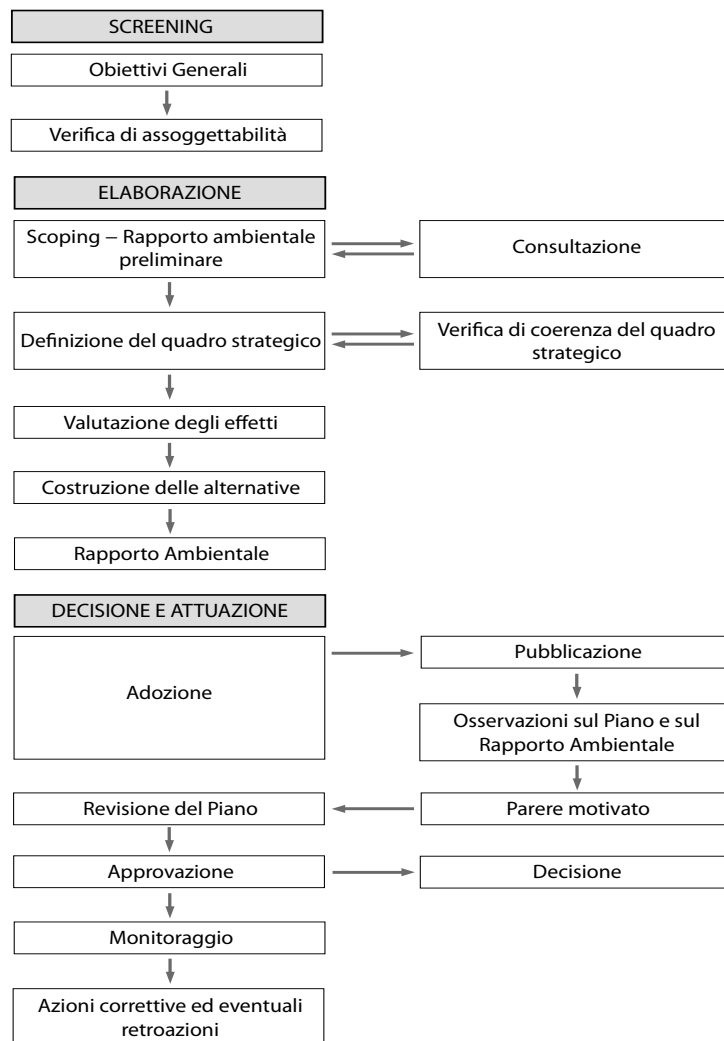 SCREENING
Obiettivi Generali
Verifica di assoggettabilità
ELABORAZIONE
Scoping – Rapporto ambientale
preliminare
Consultazione
Definizione del quadro strategico
Verifica di coerenza del quadro
strategico
Valutazione degli effetti
Costruzione delle alternative
Rapporto Ambientale
DECISIONE E ATTUAZIONE
Adozione
Pubblicazione
Osservazioni sul Piano e sul
Rapporto Ambientale
Revisione del Piano
Parere motivato
Approvazione
Decisione
Monitoraggio
Azioni correttive ed eventuali
retroazioni